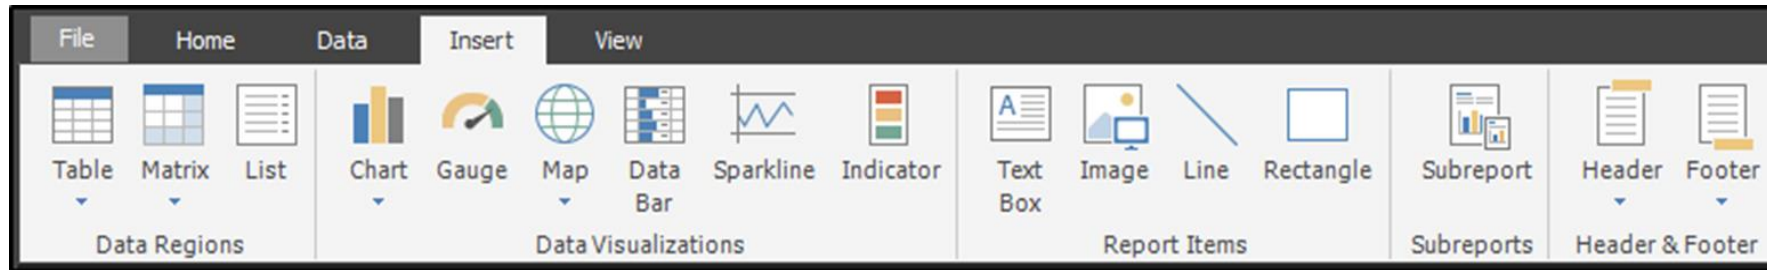 File Home Data Insert View
Table Matrix List Chart Gauge Map Data Sparkline Indicator Text Image Line Rectangle Subreport Header Footer
Bar Box
Data Regions Data Visualizations Report Items Subreports Header & Footer